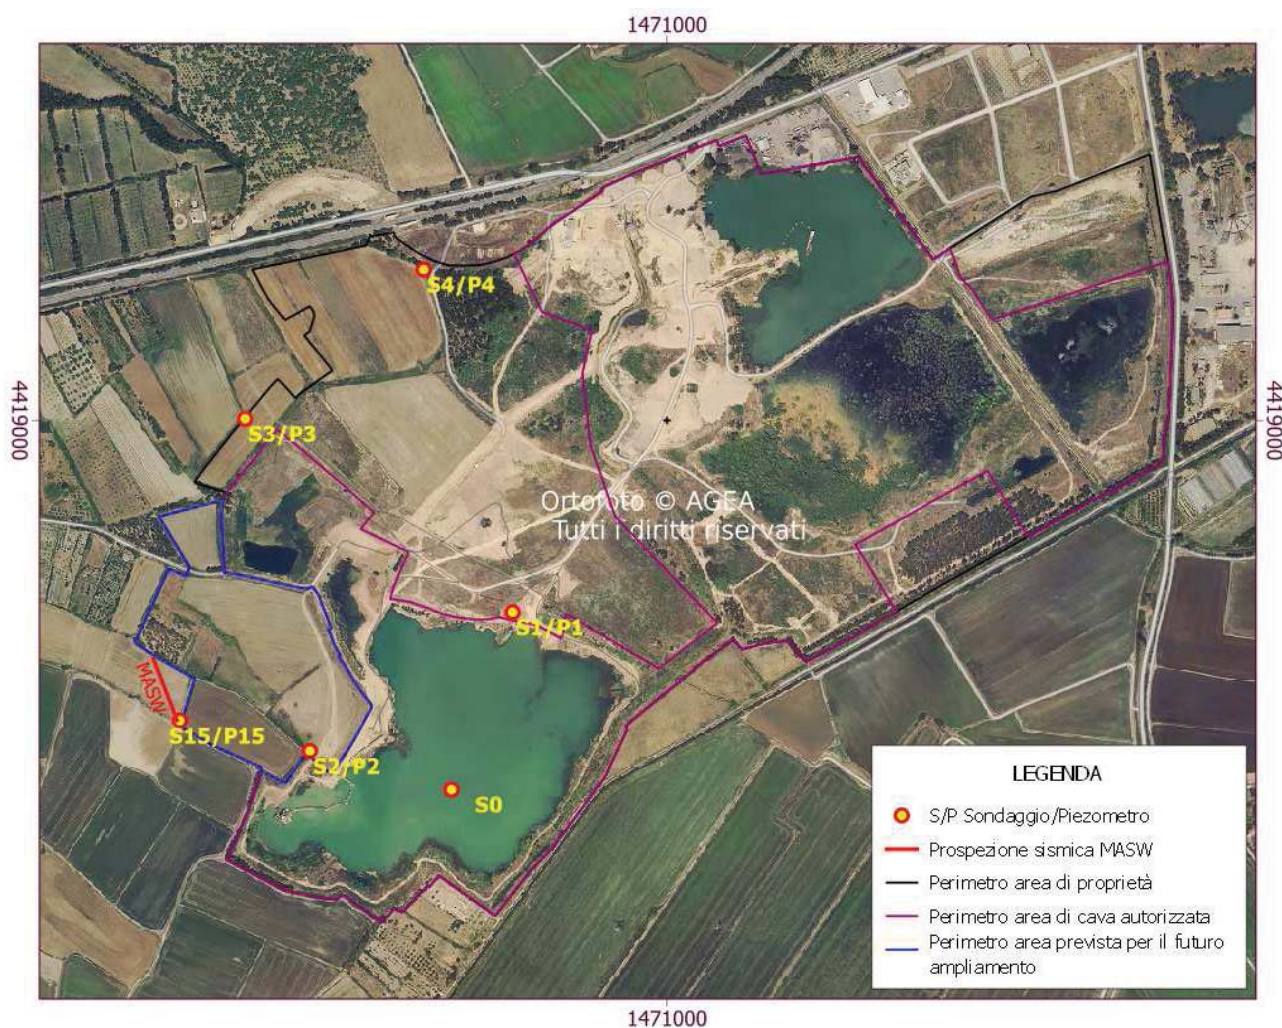 1471000
4419000
4419000
S4/P4
S3/P3
Ortofoto © AGEA
Tutti i diritti riservati
S1/P1
MASW
S15/P15
S2/P2
S0
LEGENDA
S/P Sondaggio/Piezometro
Prospezione sismica MASW
Perimetro area di proprietà
Perimetro area di cava autorizzata
Perimetro area prevista per il futuro
ampliamento
1471000